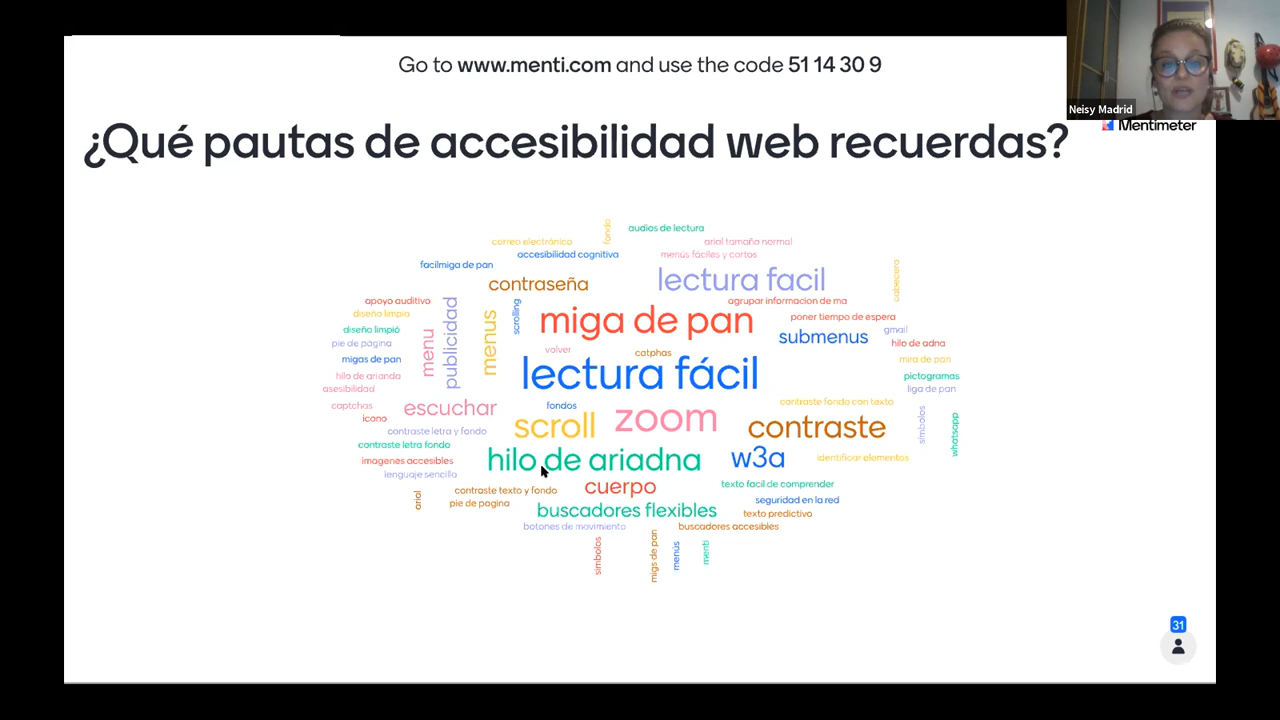 Go to www.menti.com and use the code 51 14 30 9
Neisy Madrid
Mentimeter
¿Qué pautas de accesibilidad web recuerdas?
fondo
audios de lectura
correo electrónico
arial tamaño normal
accesibilidad cognitiva
menús fáciles y cortos
facilmiga de pan
contraseña
lectura facil
cabecero
apoyo auditivo
publicidad
scrolling
agrupar informacion de ma
diseño limpio
menus
miga de pan
poner tiempo de espera
diseño limpió
menu
submenus
gmail
pie de página
hilo de adna
volver
catphas
migas de pan
mira de pan
lectura fácil
hilo de arianda
pictogramas
asesibilidad
liga de pan
captchas
escuchar
fondos
contraste fondo con texto
símbolos
whatsapp
icono
scroll
zoom
contraste
contraste letra y fondo
contraste letra fondo
imagenes accesibles
hilo de ariadna
w3a
identificar elementos
lenguaje sencillo
cuerpo
texto facil de comprender
arial
contraste texto y fondo
seguridad en la red
pie de pagina
buscadores flexibles
texto predictivo
botones de movimiento
buscadores accesibles
simbolos
migs de pan
menús
menti
31